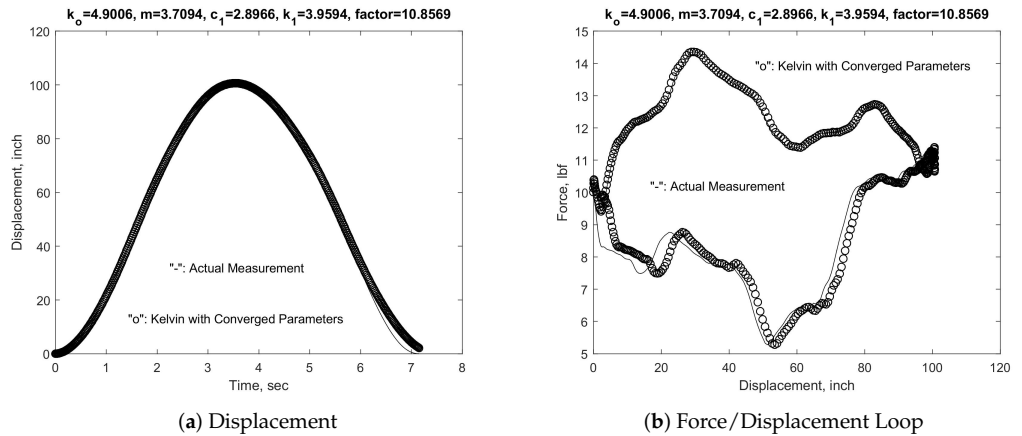 k_o=4.9006, m=3.7094, c_1=2.8966, k_1=3.9594, factor=10.8569
120
100
80
60
40
20
0
Displacement, inch
"-": Actual Measurement
"o": Kelvin with Converged Parameters
0 1 2 3 4 5 6 7 8
Time, sec
(a) Displacement
k_o=4.9006, m=3.7094, c_1=2.8966, k_1=3.9594, factor=10.8569
15
14
13
12
11
10
9
8
7
6
5
Force, lbf
"o": Kelvin with Converged Parameters
"-": Actual Measurement
0 20 40 60 80 100 120
Displacement, inch
(b) Force/Displacement Loop